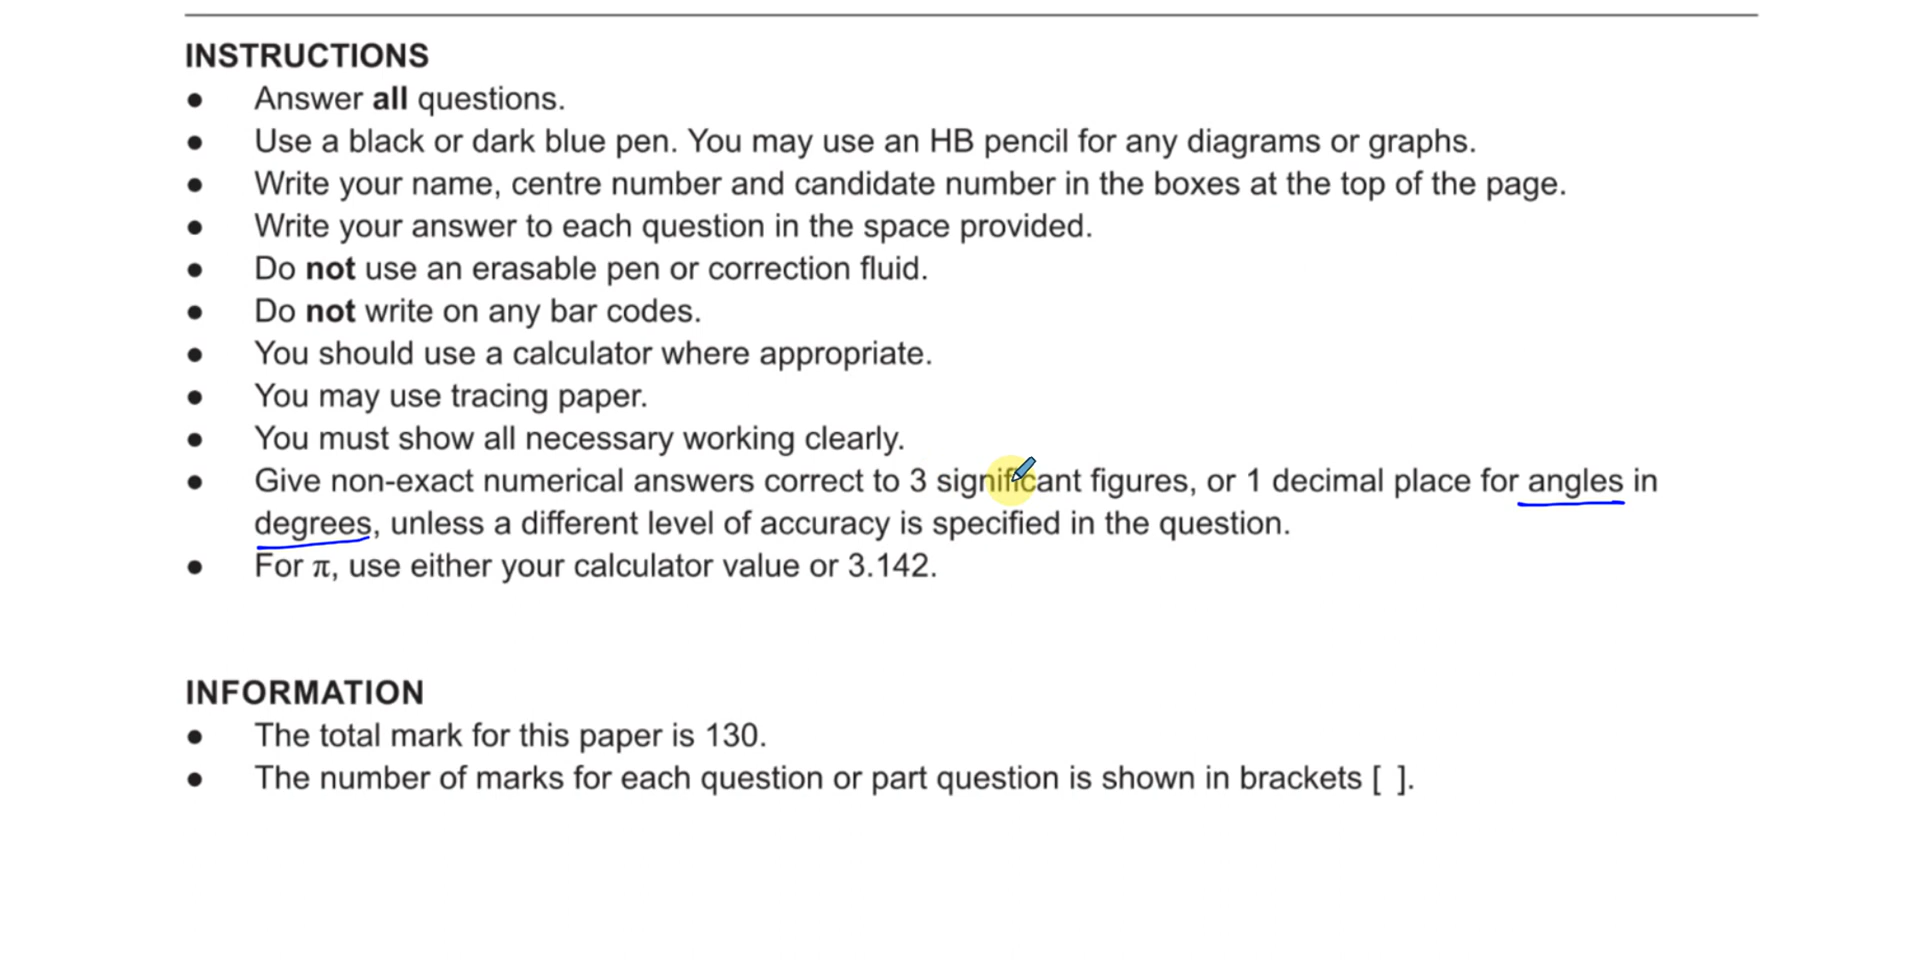 INSTRUCTIONS
● Answer all questions.
● Use a black or dark blue pen. You may use an HB pencil for any diagrams or graphs.
● Write your name, centre number and candidate number in the boxes at the top of the page.
● Write your answer to each question in the space provided.
● Do not use an erasable pen or correction fluid.
● Do not write on any bar codes.
● You should use a calculator where appropriate.
● You may use tracing paper.
● You must show all necessary working clearly.
● Give non-exact numerical answers correct to 3 significant figures, or 1 decimal place for angles in
degrees, unless a different level of accuracy is specified in the question.
● For π, use either your calculator value or 3.142.
INFORMATION
● The total mark for this paper is 130.
● The number of marks for each question or part question is shown in brackets [ ].